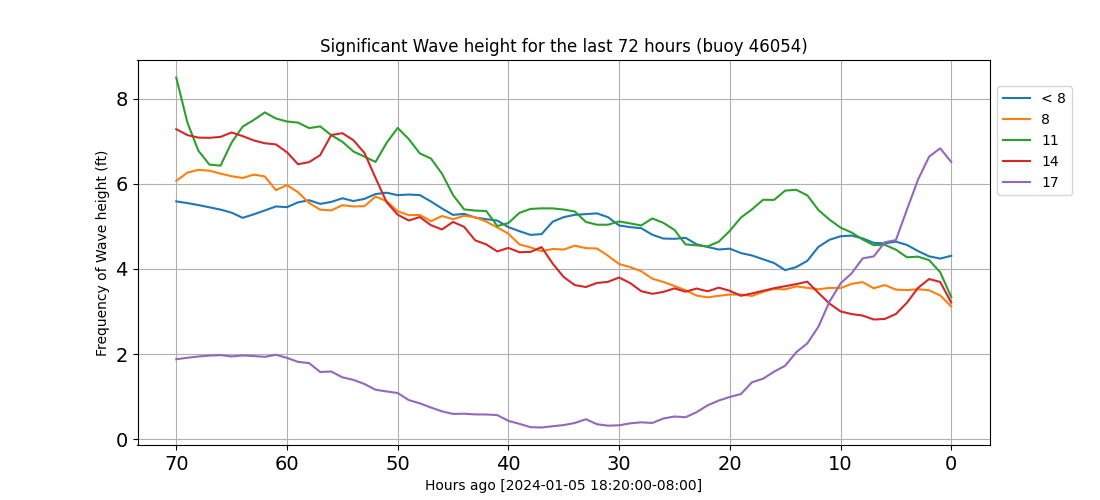 Significant Wave height for the last 72 hours (buoy 46054)
Frequency of Wave height (ft)
8
6
4
2
0
70 60 50 40 30 20 10 0
Hours ago [2024-01-05 18:20:00-08:00]
< 8
8
11
14
17